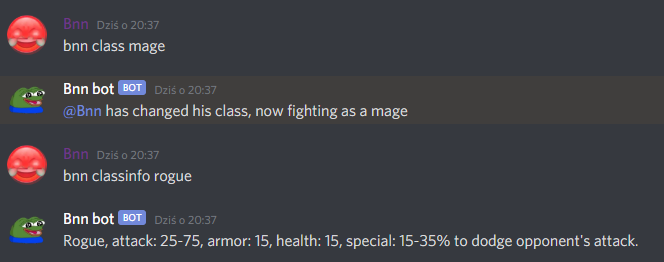 Bnn Dziś o 20:37
bnn class mage
Bnn bot BOT Dziś o 20:37
@Bnn has changed his class, now fighting as a mage
Bnn Dziś o 20:37
bnn classinfo rogue
Bnn bot BOT Dziś o 20:37
Rogue, attack: 25-75, armor: 15, health: 15, special: 15-35% to dodge opponent's attack.